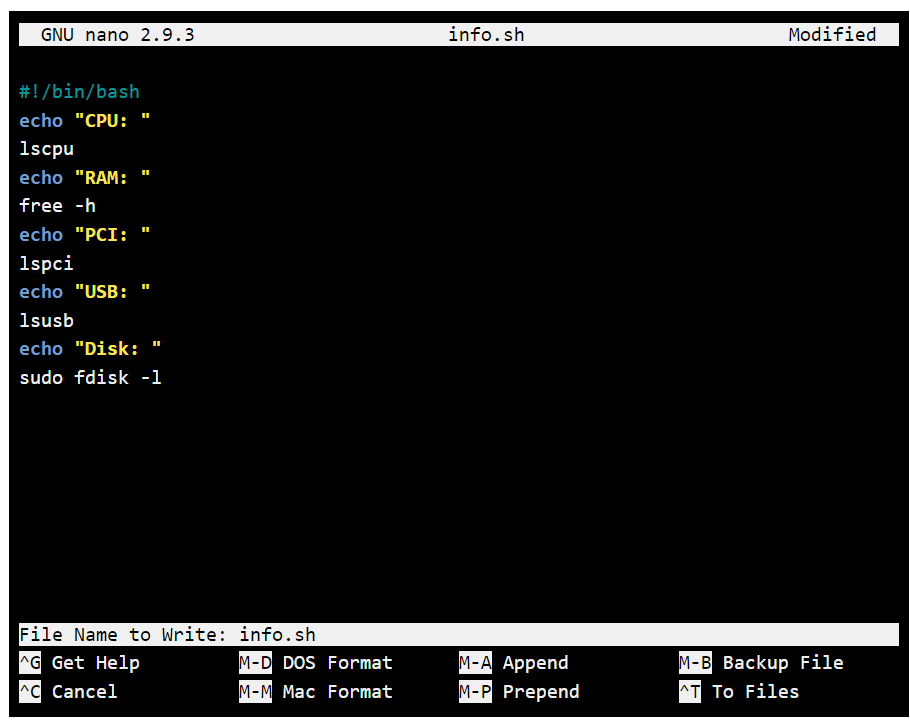 GNU nano 2.9.3 info.sh Modified
#!/bin/bash
echo "CPU: "
lscpu
echo "RAM: "
free -h
echo "PCI: "
lspci
echo "USB: "
lsusb
echo "Disk: "
sudo fdisk -l
File Name to Write: info.sh
^G Get Help M-D DOS Format M-A Append M-B Backup File
^C Cancel M-M Mac Format M-P Prepend ^T To Files